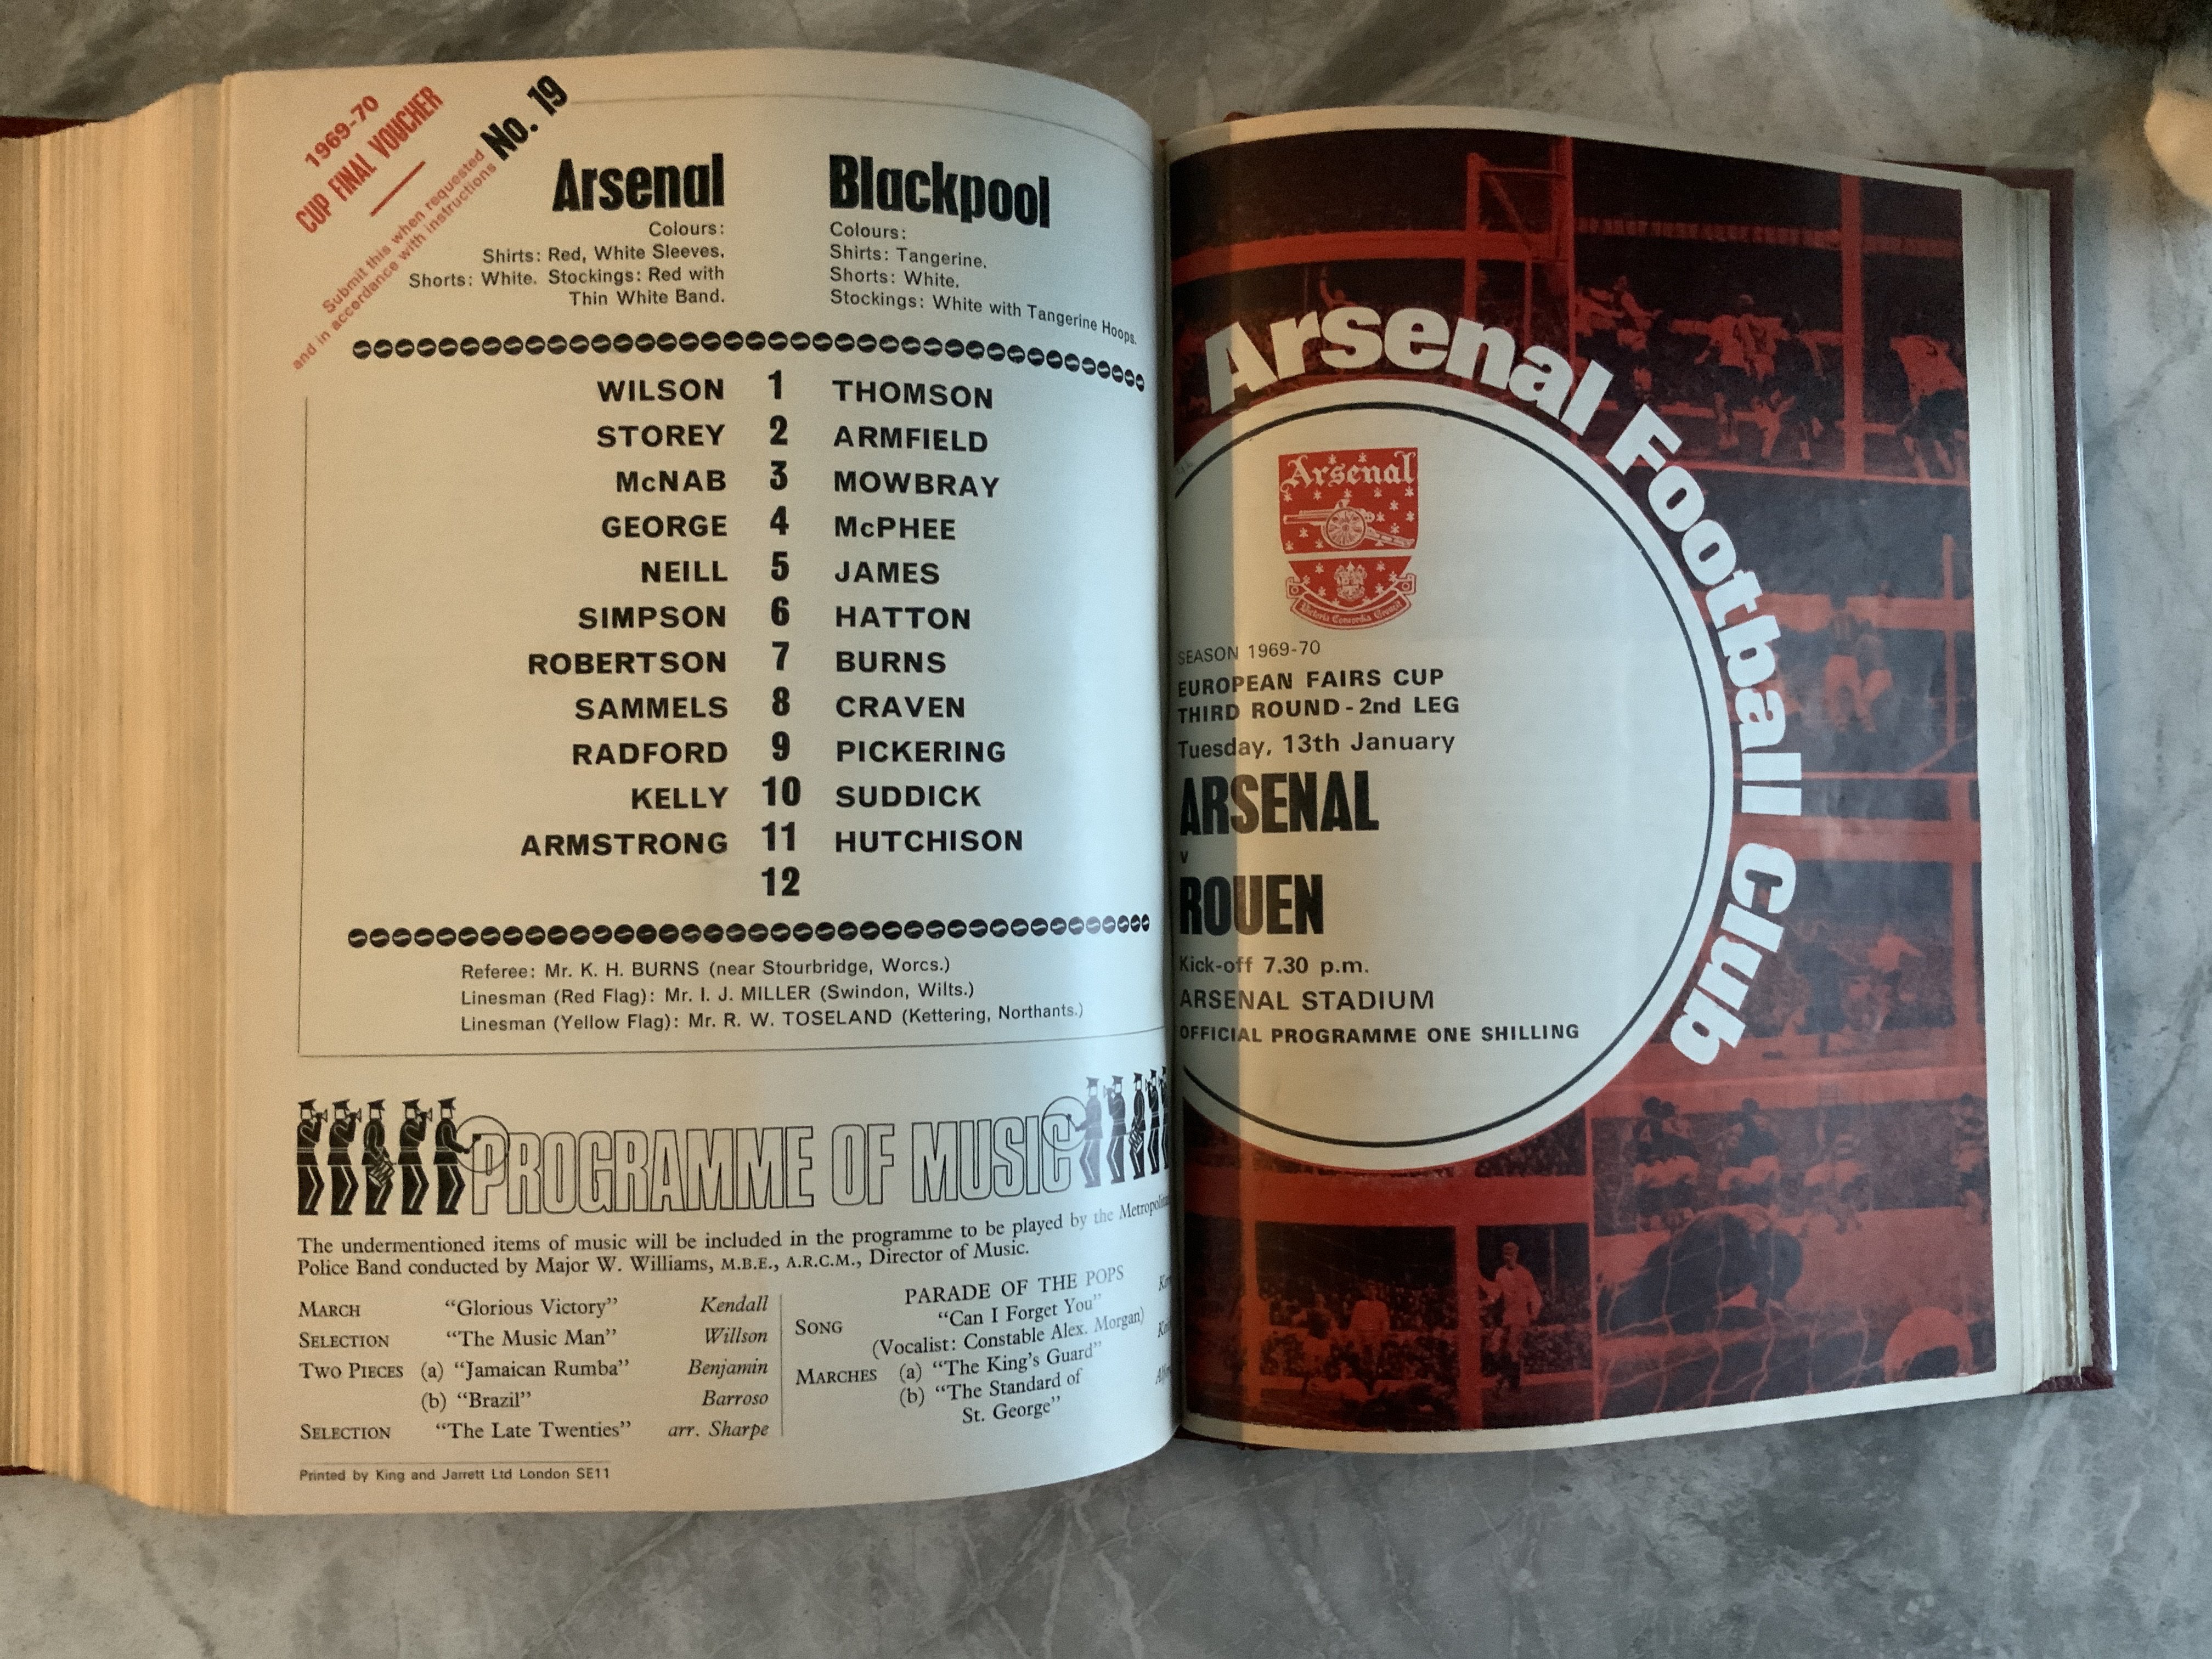 1969-70
CUP FINAL VOUCHER
Submit this when requested
and in accordance with instructions
No. 19
Arsenal
Colours:
Shirts: Red, White Sleeves.
Shorts: White. Stockings: Red with
Thin White Band.
Blackpool
Colours:
Shirts: Tangerine.
Shorts: White.
Stockings: White with Tangerine Hoops.
WILSON 1 THOMSON
STOREY 2 ARMFIELD
McNAB 3 MOWBRAY
GEORGE 4 McPHEE
NEILL 5 JAMES
SIMPSON 6 HATTON
ROBERTSON 7 BURNS
SAMMELS 8 CRAVEN
RADFORD 9 PICKERING
KELLY 10 SUDDICK
ARMSTRONG 11 HUTCHISON
12
Referee: Mr. K. H. BURNS (near Stourbridge, Worcs.)
Linesman (Red Flag): Mr. I. J. MILLER (Swindon, Wilts.)
Linesman (Yellow Flag): Mr. R. W. TOSELAND (Kettering, Northants.)
PROGRAMME OF MUSIC
The undermentioned items of music will be included in the programme to be played by the
Police Band conducted by Major W. Williams, M.B.E., A.R.C.M., Director of Music.
MARCH "Glorious Victory" Kendall
SELECTION "The Music Man" Willson
TWO PIECES (a) "Jamaican Rumba" Benjamin
(b) "Brazil" Barroso
SELECTION "The Late Twenties" arr. Sharpe
PARADE OF THE POPS
SONG "Can I Forget You"
(Vocalist: Constable Alex. Morgan)
MARCHES (a) "The King's Guard"
(b) "The Standard of
St. George"
Printed by King and Jarrett Ltd London SE11
Arsenal Football Club
Arsenal
Victoria Concordia Crescit
SEASON 1969-70
EUROPEAN FAIRS CUP
THIRD ROUND - 2nd LEG
Tuesday, 13th January
ARSENAL
v
ROUEN
Kick-off 7.30 p.m.
ARSENAL STADIUM
OFFICIAL PROGRAMME ONE SHILLING